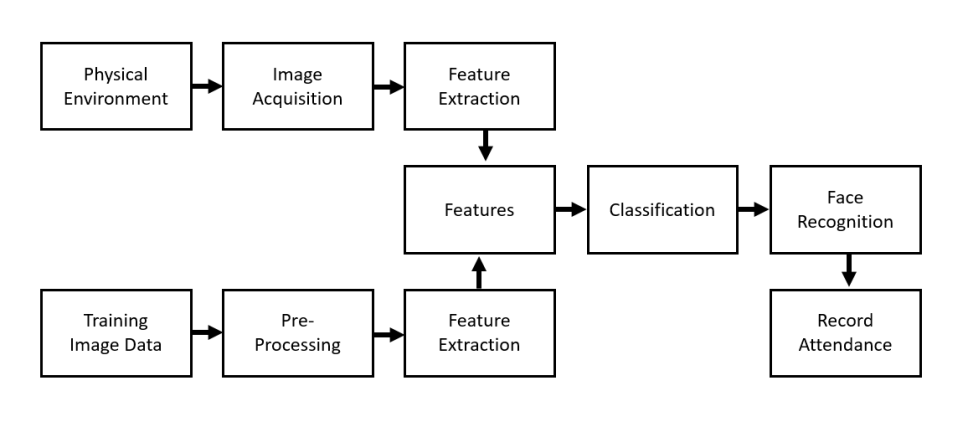 Physical
Environment
Image
Acquisition
Feature
Extraction
Features
Classification
Face
Recognition
Training
Image Data
Pre-
Processing
Feature
Extraction
Record
Attendance